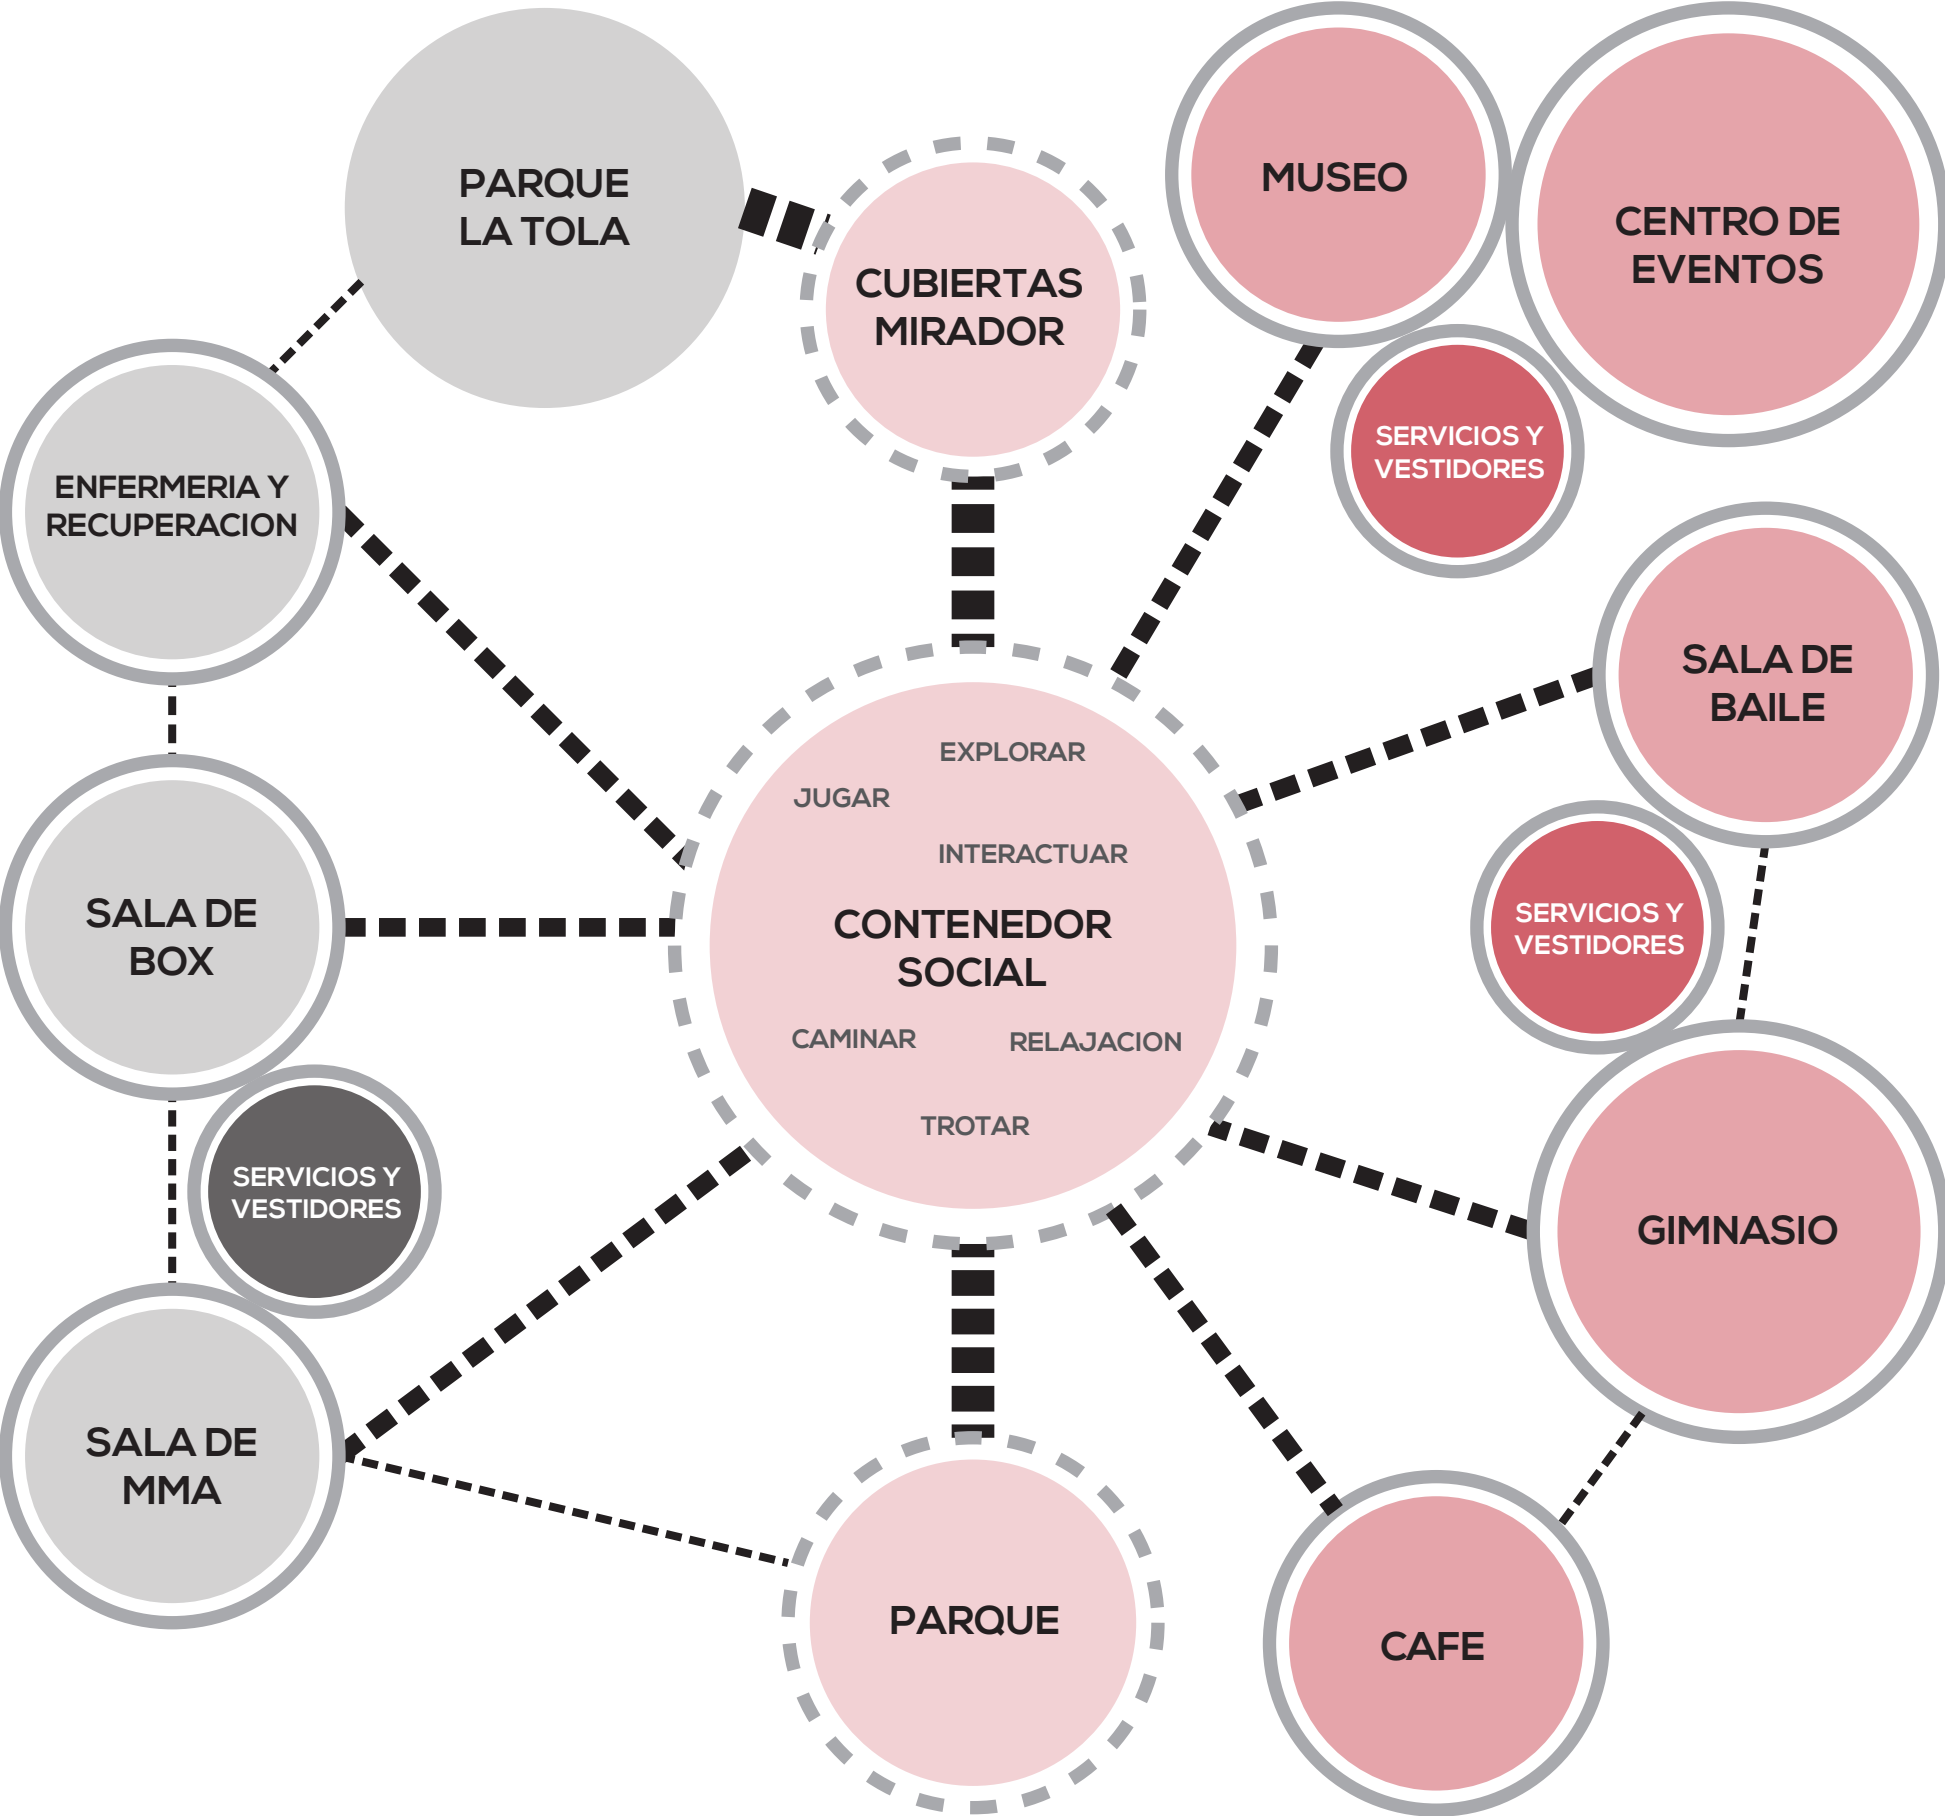 PARQUE
LA TOLA
CUBIERTAS
MIRADOR
MUSEO
CENTRO DE
EVENTOS
SERVICIOS Y
VESTIDORES
ENFERMERIA Y
RECUPERACION
SALA DE
BAILE
EXPLORAR
JUGAR
INTERACTUAR
CONTENEDOR
SOCIAL
CAMINAR
RELAJACION
TROTAR
SALA DE
BOX
SERVICIOS Y
VESTIDORES
SERVICIOS Y
VESTIDORES
GIMNASIO
SALA DE
MMA
PARQUE
CAFE